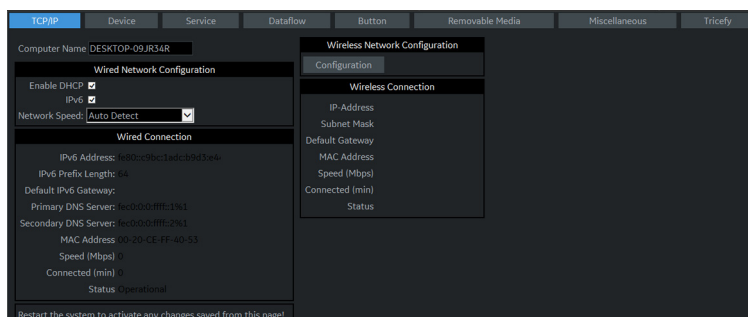 TCP/IP Device Service Dataflow Button Removable Media Miscellaneous Tricefy
Computer Name DESKTOP-09JR34R
Wired Network Configuration
Enable DHCP
IPv6
Network Speed: Auto Detect
Wired Connection
IPv6 Address:
IPv6 Prefix Length: 64
Default IPv6 Gateway:
Primary DNS Server: fec0:0:0:ffff::1%1
Secondary DNS Server: fec0:0:0:ffff::2%1
MAC Address 00-20-CE-FF-40-53
Speed (Mbps) 0
Connected (min) 0
Status Operational
Restart the system to activate any changes saved from this page!
Wireless Network Configuration
Configuration
Wireless Connection
IP-Address
Subnet Mask
Default Gateway
MAC Address
Speed (Mbps)
Connected (min)
Status